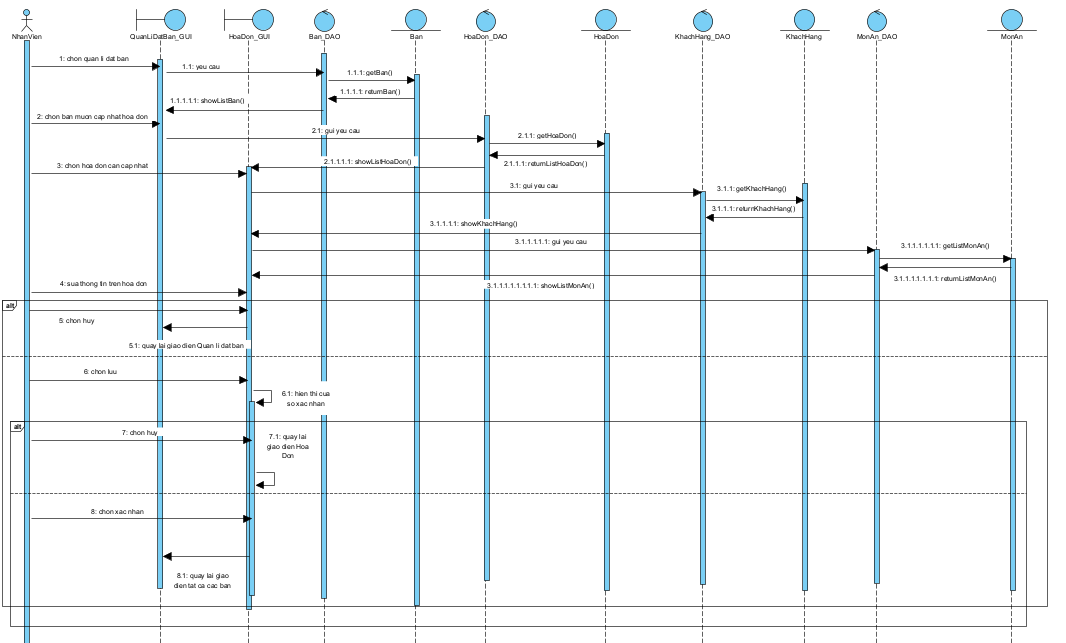 NhanVien
QuanLiDatBan_GUI
HoaDon_GUI
Ban_DAO
Ban
HoaDon_DAO
HoaDon
KhachHang_DAO
KhachHang
MonAn_DAO
MonAn
1: chon quan li dat ban
1.1: yeu cau
1.1.1: getBan()
1.1.1.1: returnBan()
1.1.1.1.1: showListBan()
2: chon ban muon cap nhat hoa don
2.1: gui yeu cau
2.1.1: getHoaDon()
2.1.1.1: returnListHoaDon()
2.1.1.1.1: showListHoaDon()
3: chon hoa don can cap nhat
3.1: gui yeu cau
3.1.1: getKhachHang()
3.1.1.1: returnKhachHang()
3.1.1.1.1: showKhachHang()
3.1.1.1.1.1: gui yeu cau
3.1.1.1.1.1.1: getListMonAn()
3.1.1.1.1.1.1.1: returnListMonAn()
3.1.1.1.1.1.1.1.1: showListMonAn()
4: sua thong tin tren hoa don
alt
5: chon huy
5.1: quay lai giao dien Quan li dat ban
6: chon luu
6.1: hien thi cua
so xac nhan
alt
7: chon huy
7.1: quay lai
giao dien Hoa
Don
8: chon xac nhan
8.1: quay lai giao
dien tat ca cac ban